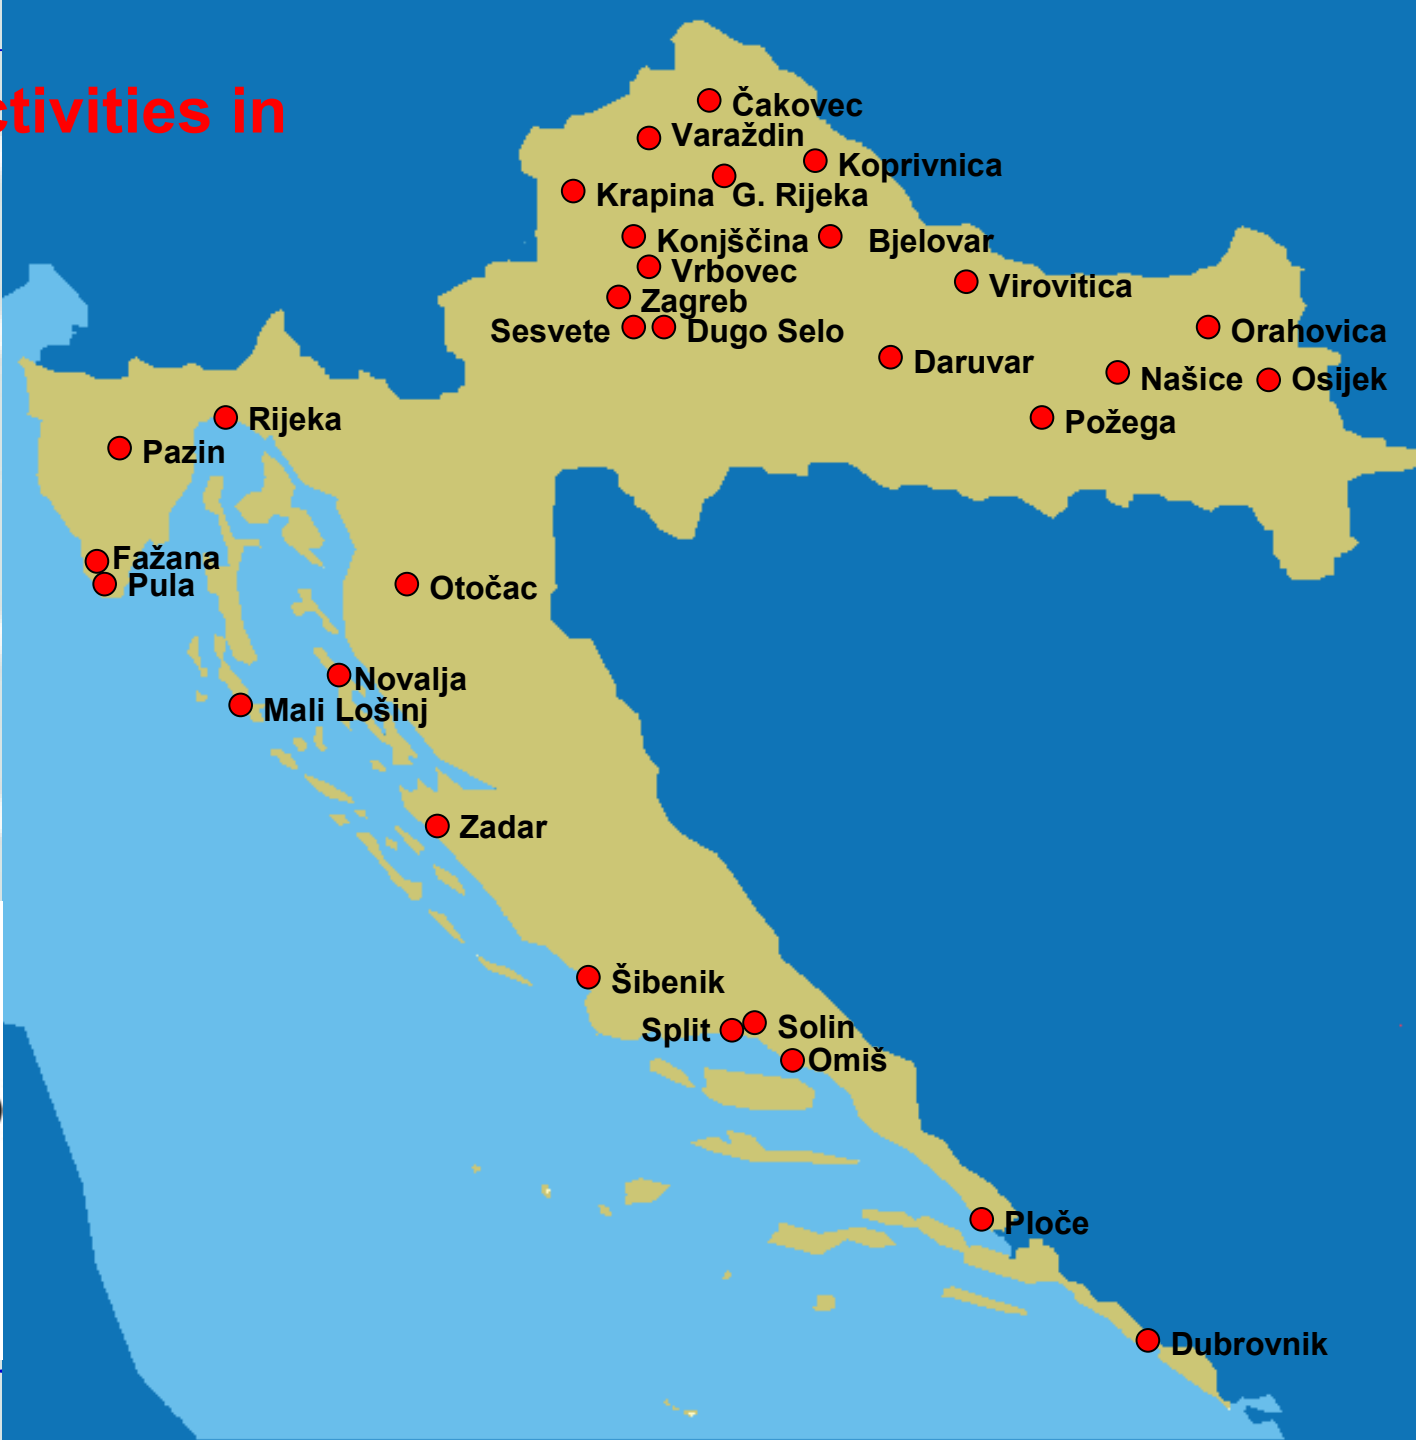 ctivities in
Čakovec
Varaždin
Koprivnica
Krapina
G. Rijeka
Konjščina
Bjelovar
Vrbovec
Virovitica
Zagreb
Sesvete
Dugo Selo
Orahovica
Daruvar
Našice
Osijek
Rijeka
Požega
Pazin
Fažana
Pula
Otočac
Novalja
Mali Lošinj
Zadar
Šibenik
Split
Solin
Omiš
Ploče
Dubrovnik